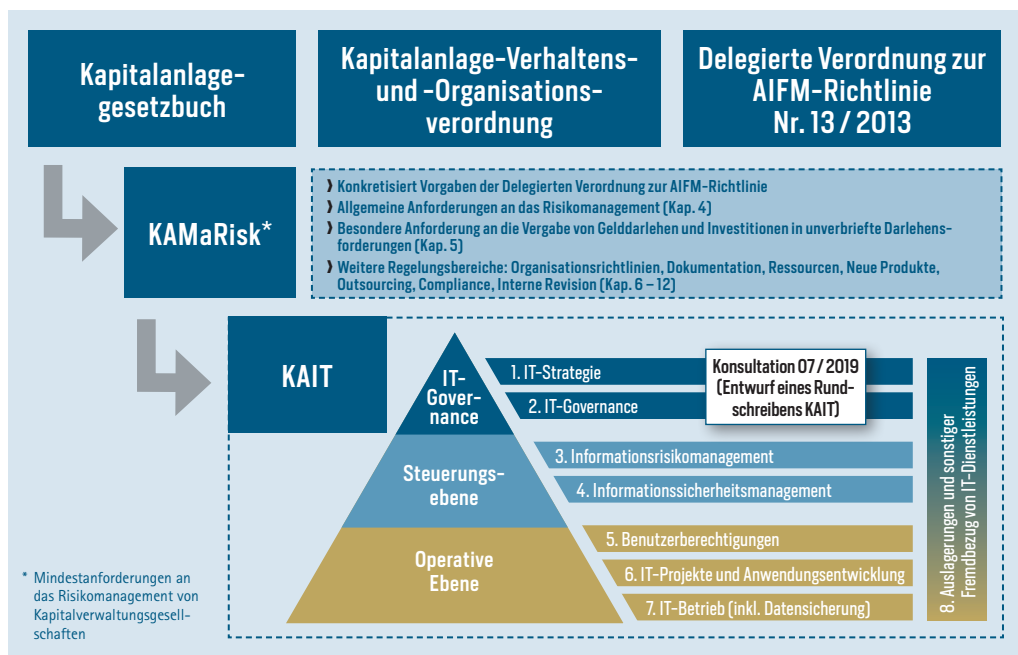 Kapitalanlage-
gesetzbuch
Kapitalanlage-Verhaltens-
und -Organisations-
verordnung
Delegierte Verordnung zur
AIFM-Richtlinie
Nr. 13 / 2013
KAMaRisk*
❱ Konkretisiert Vorgaben der Delegierten Verordnung zur AIFM-Richtlinie
❱ Allgemeine Anforderungen an das Risikomanagement (Kap. 4)
❱ Besondere Anforderung an die Vergabe von Gelddarlehen und Investitionen in unverbriefte Darlehens-
forderungen (Kap. 5)
❱ Weitere Regelungsbereiche: Organisationsrichtlinien, Dokumentation, Ressourcen, Neue Produkte,
Outsourcing, Compliance, Interne Revision (Kap. 6 – 12)
KAIT
IT-
Gover-
nance
Steuerungs-
ebene
Operative
Ebene
1. IT-Strategie
2. IT-Governance
Konsultation 07 / 2019
(Entwurf eines Rund-
schreibens KAIT)
3. Informationsrisikomanagement
4. Informationssicherheitsmanagement
5. Benutzerberechtigungen
6. IT-Projekte und Anwendungsentwicklung
7. IT-Betrieb (inkl. Datensicherung)
8. Auslagerungen und sonstiger
Fremdbezug von IT-Dienstleistungen
* Mindestanforderungen an
das Risikomanagement von
Kapitalverwaltungsgesell-
schaften